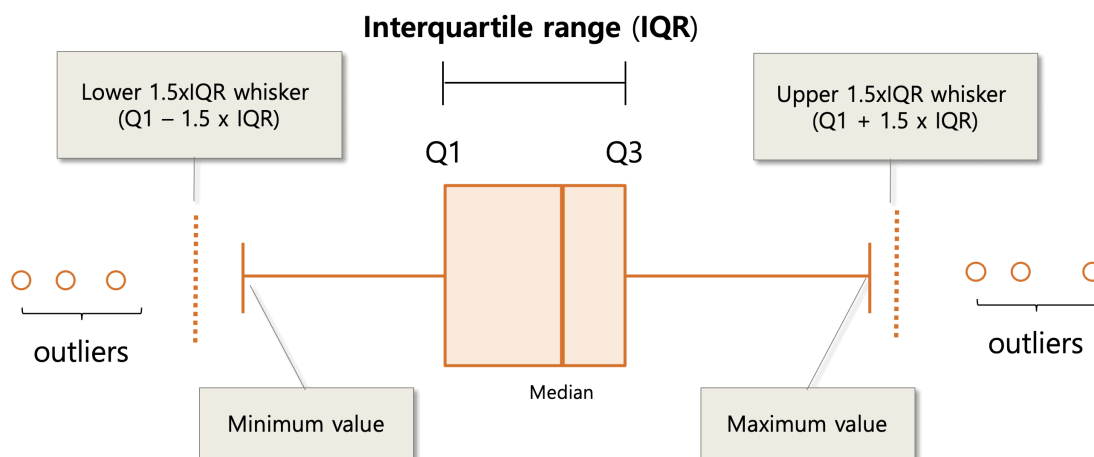 Interquartile range (IQR)
Lower 1.5xIQR whisker
(Q1 – 1.5 x IQR)
Upper 1.5xIQR whisker
(Q1 + 1.5 x IQR)
Q1
Q3
outliers
outliers
Median
Minimum value
Maximum value